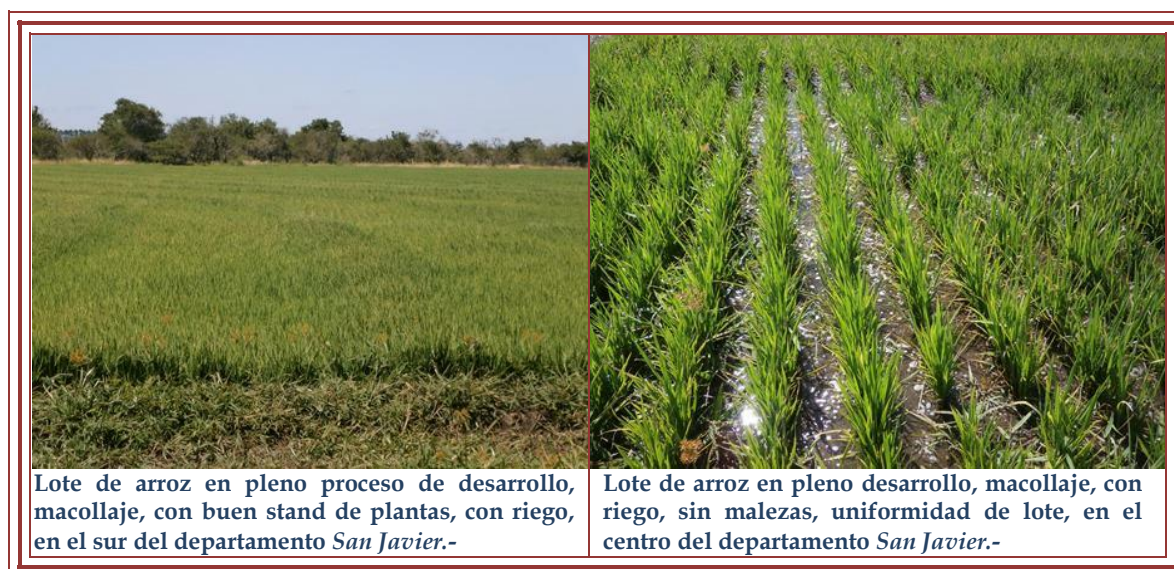 Lote de arroz en pleno proceso de desarrollo,
macollaje, con buen stand de plantas, con riego,
en el sur del departamento San Javier.-
Lote de arroz en pleno desarrollo, macollaje, con
riego, sin malezas, uniformidad de lote, en el
centro del departamento San Javier.-